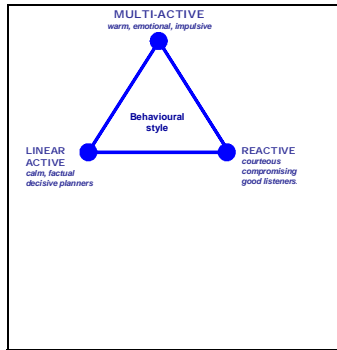 MULTI-ACTIVE
warm, emotional, impulsive
Behavioural
style
LINEAR
ACTIVE
calm, factual
decisive planners
REACTIVE
courteous
compromising
good listeners.